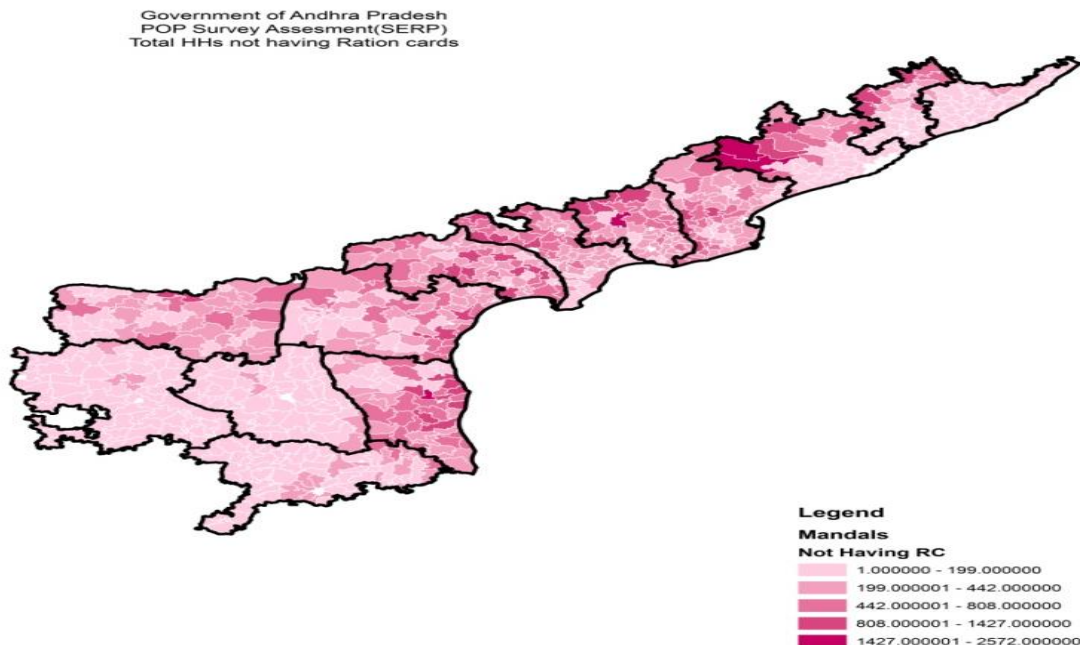 Government of Andhra Pradesh
POP Survey Assesment(SERP)
Total HHs not having Ration cards
Legend
Mandals
Not Having RC
1.000000 - 199.000000
199.000001 - 442.000000
442.000001 - 808.000000
808.000001 - 1427.000000
1427.000001 - 2572.000000